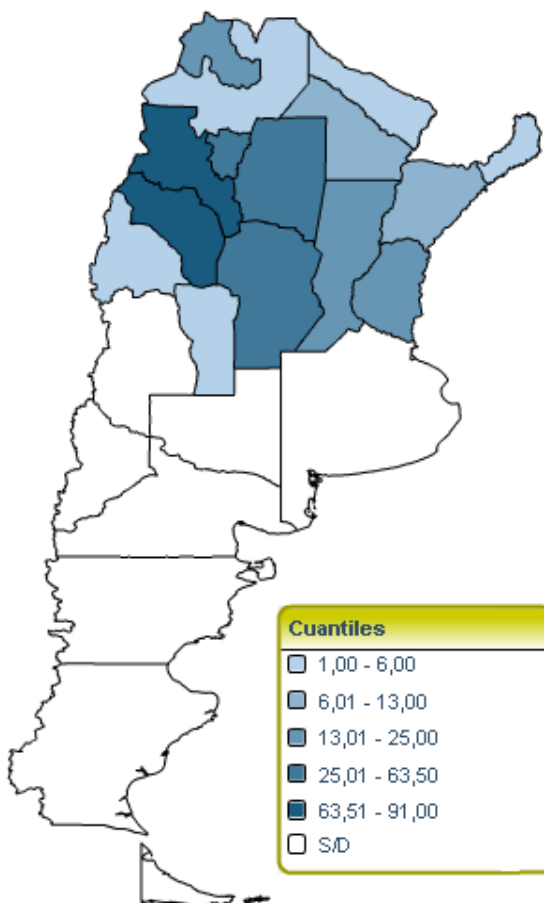 Cuantiles
1,00 - 6,00
6,01 - 13,00
13,01 - 25,00
25,01 - 63,50
63,51 - 91,00
S/D